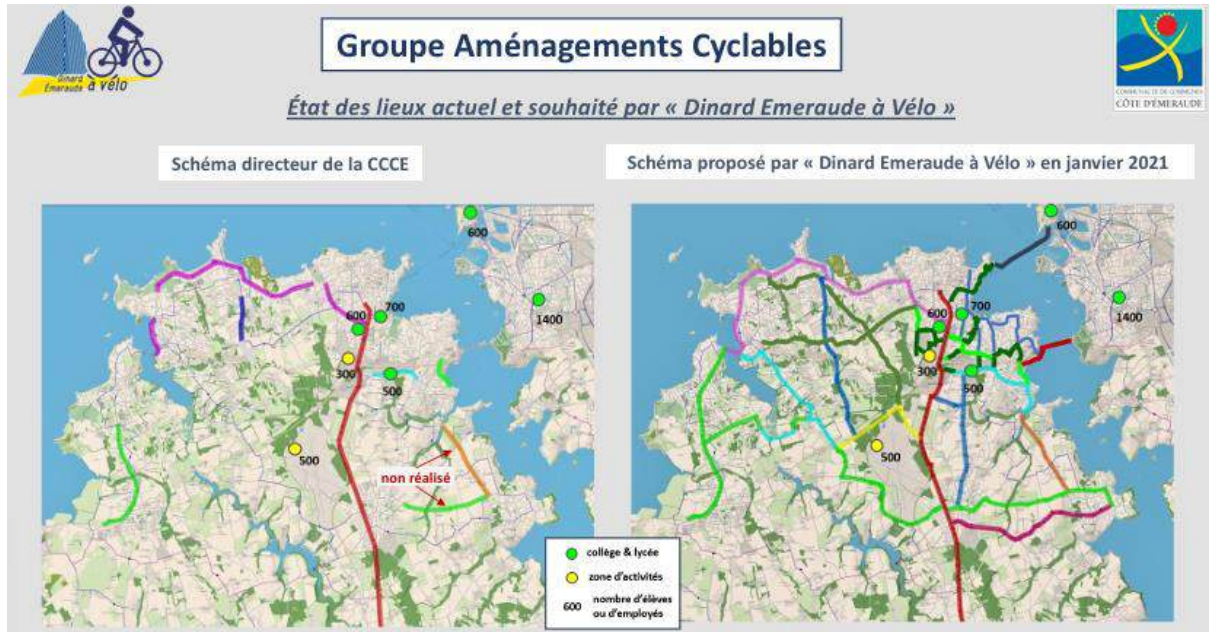 Dinard
Émeraude à vélo
Groupe Aménagements Cyclables
COMMUNAUTÉ DE COMMUNES
CÔTE D'ÉMERAUDE
État des lieux actuel et souhaité par « Dinard Emeraude à Vélo »
Schéma directeur de la CCCE
Schéma proposé par « Dinard Emeraude à Vélo » en janvier 2021
600
700
600
1400
300
500
500
non réalisé
600
700
600
1400
300
500
500
collège & lycée
zone d'activités
600 nombre d'élèves
ou d'employés